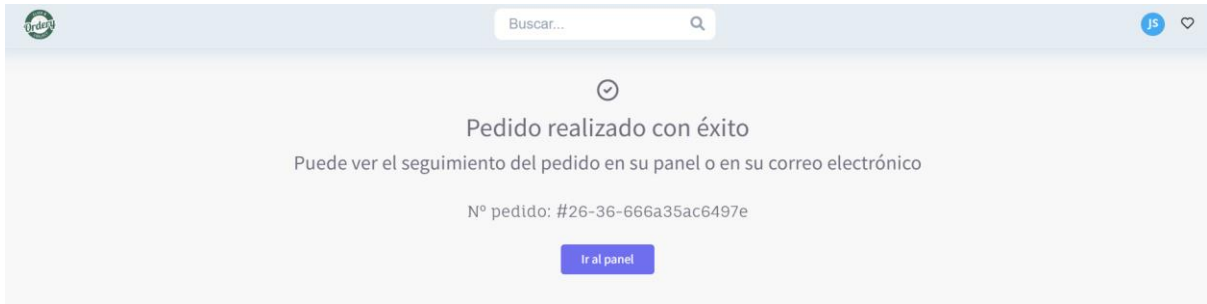 Ordery
Buscar...
JS
Pedido realizado con éxito
Puede ver el seguimiento del pedido en su panel o en su correo electrónico
Nº pedido: #26-36-666a35ac6497e
Ir al panel